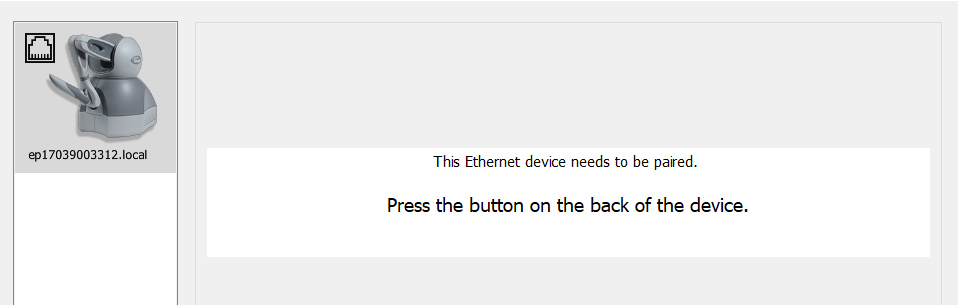 ep17039003312.local
This Ethernet device needs to be paired.
Press the button on the back of the device.